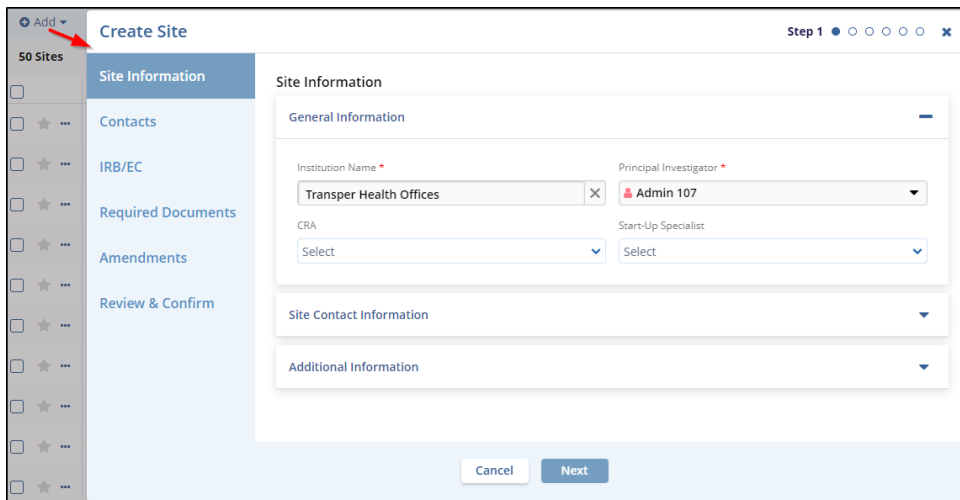 Add
50 Sites
Create Site
Step 1
Site Information
Contacts
IRB/EC
Required Documents
Amendments
Review & Confirm
Site Information
General Information
Institution Name * Principal Investigator *
Transper Health Offices Admin 107
CRA Start-Up Specialist
Select Select
Site Contact Information
Additional Information
Cancel Next